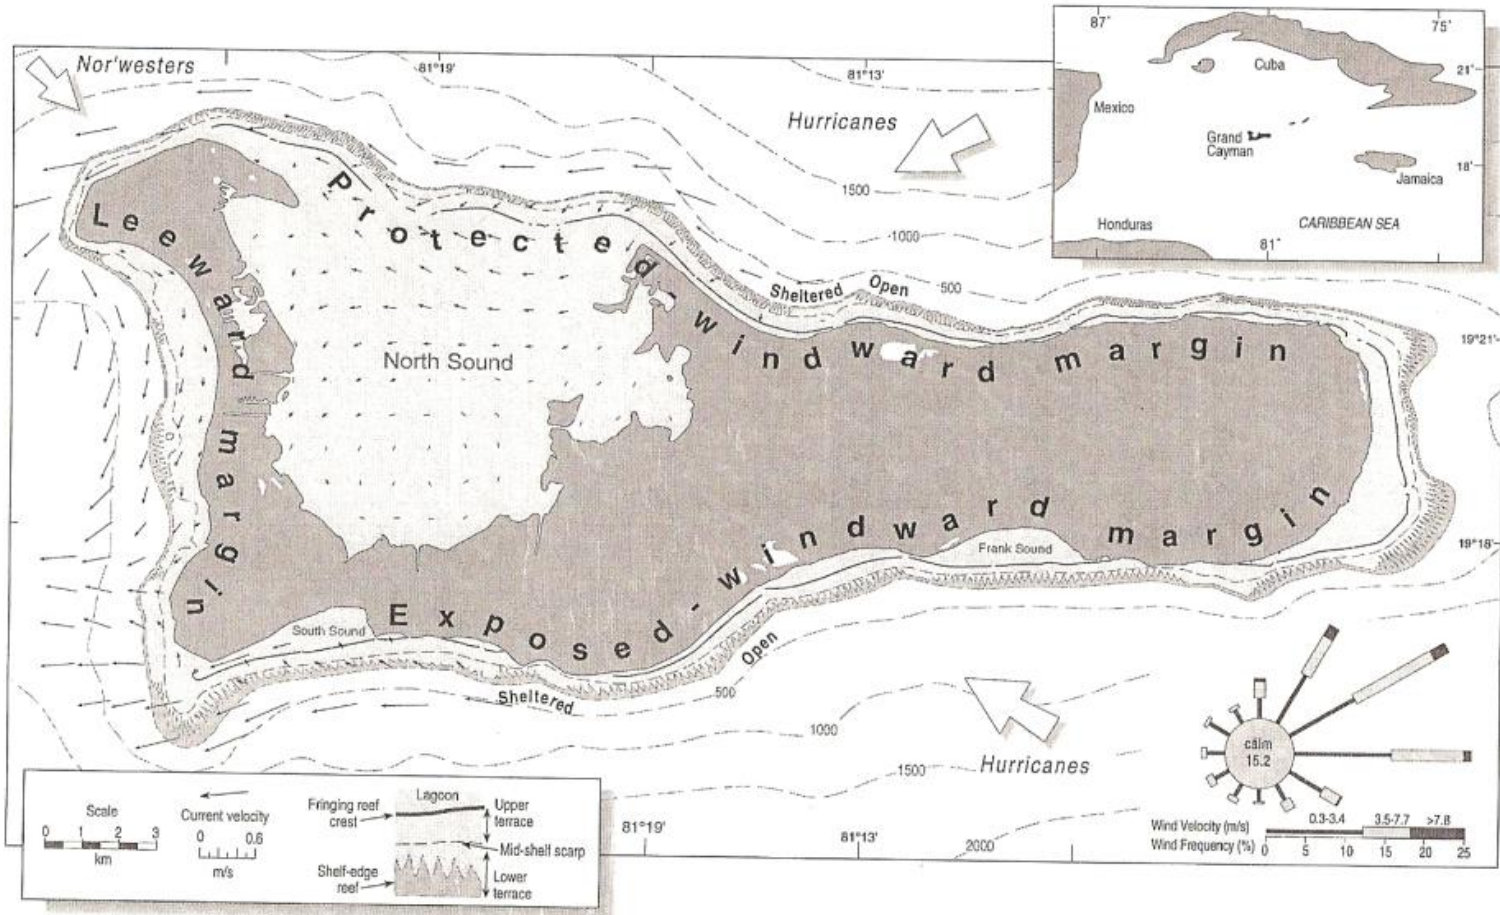 Nor'westers
81°19'
81°13'
Hurricanes
1500
1000
500
87°
75°
21°
18°
81°
Cuba
Mexico
Grand
Cayman
Jamaica
Honduras
CARIBBEAN SEA
Leeward margin
Protected-windward margin
Sheltered
Open
North Sound
19°21'
19°18'
Exposed-windward margin
Frank Sound
South Sound
Sheltered
Open
500
1000
1500
2000
Hurricanes
calm
15.2
Wind Velocity (m/s)
0.3-3.4
3.5-7.7
>7.8
Wind Frequency (%)
0 5 10 15 20 25
81°19'
81°13'
Scale
0 1 2 3
km
Current velocity
0 0.6
m/s
Lagoon
Fringing reef
crest
Upper
terrace
Mid-shelf scarp
Shelf-edge
reef
Lower
terrace